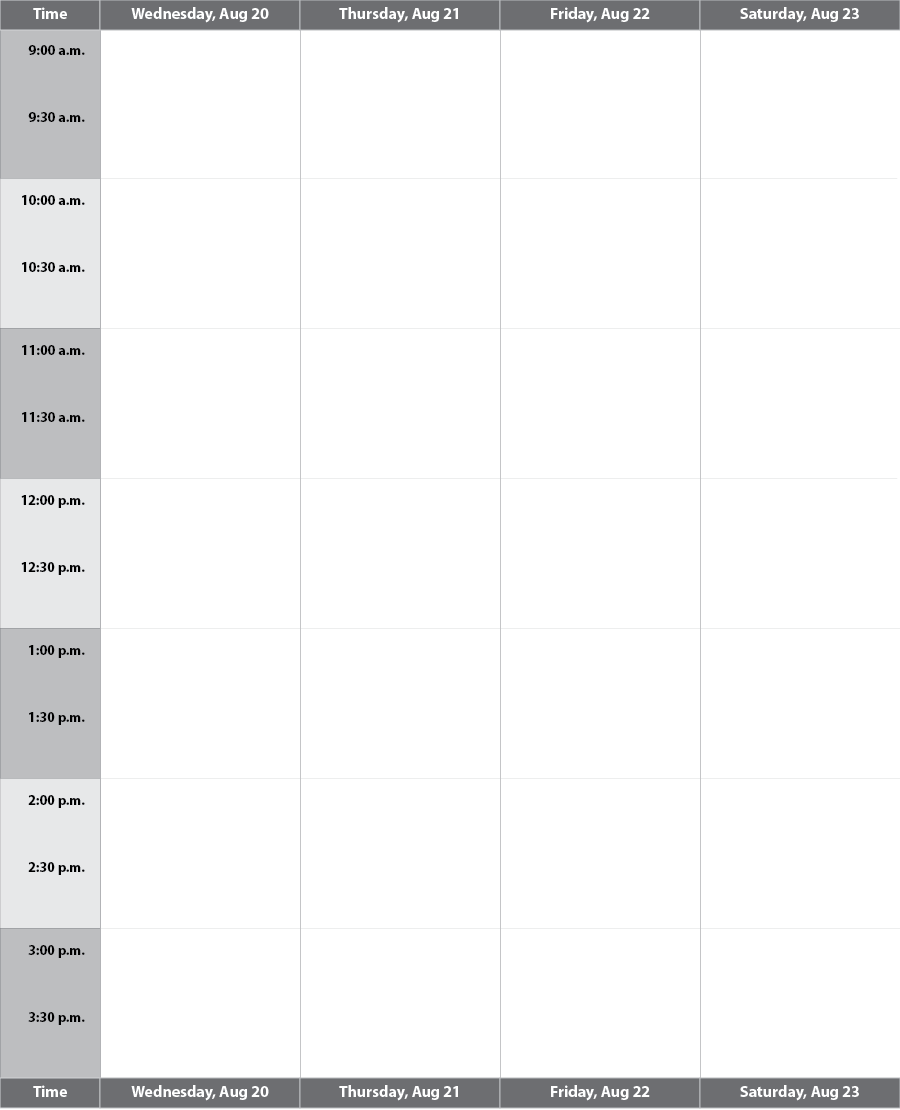 Time Wednesday, Aug 20 Thursday, Aug 21 Friday, Aug 22 Saturday, Aug 23
9:00 a.m.
9:30 a.m.
10:00 a.m.
10:30 a.m.
11:00 a.m.
11:30 a.m.
12:00 p.m.
12:30 p.m.
1:00 p.m.
1:30 p.m.
2:00 p.m.
2:30 p.m.
3:00 p.m.
3:30 p.m.
Time Wednesday, Aug 20 Thursday, Aug 21 Friday, Aug 22 Saturday, Aug 23